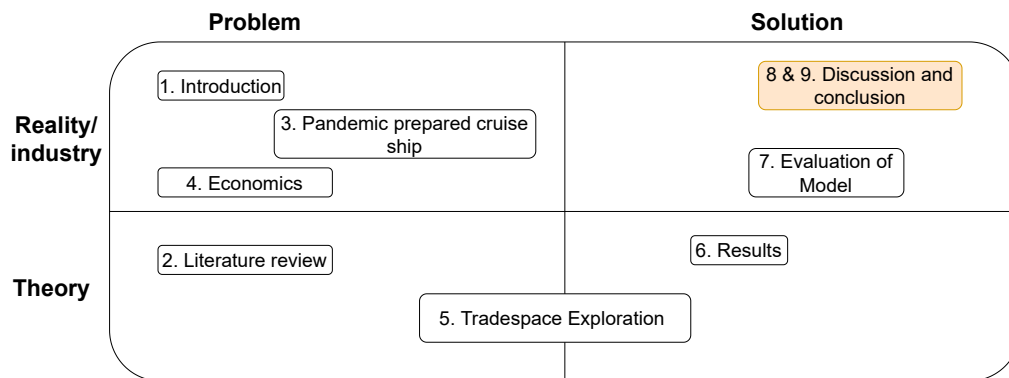 Problem
Solution
Reality/
industry
1. Introduction
3. Pandemic prepared cruise
ship
4. Economics
8 & 9. Discussion and
conclusion
7. Evaluation of
Model
Theory
2. Literature review
5. Tradespace Exploration
6. Results